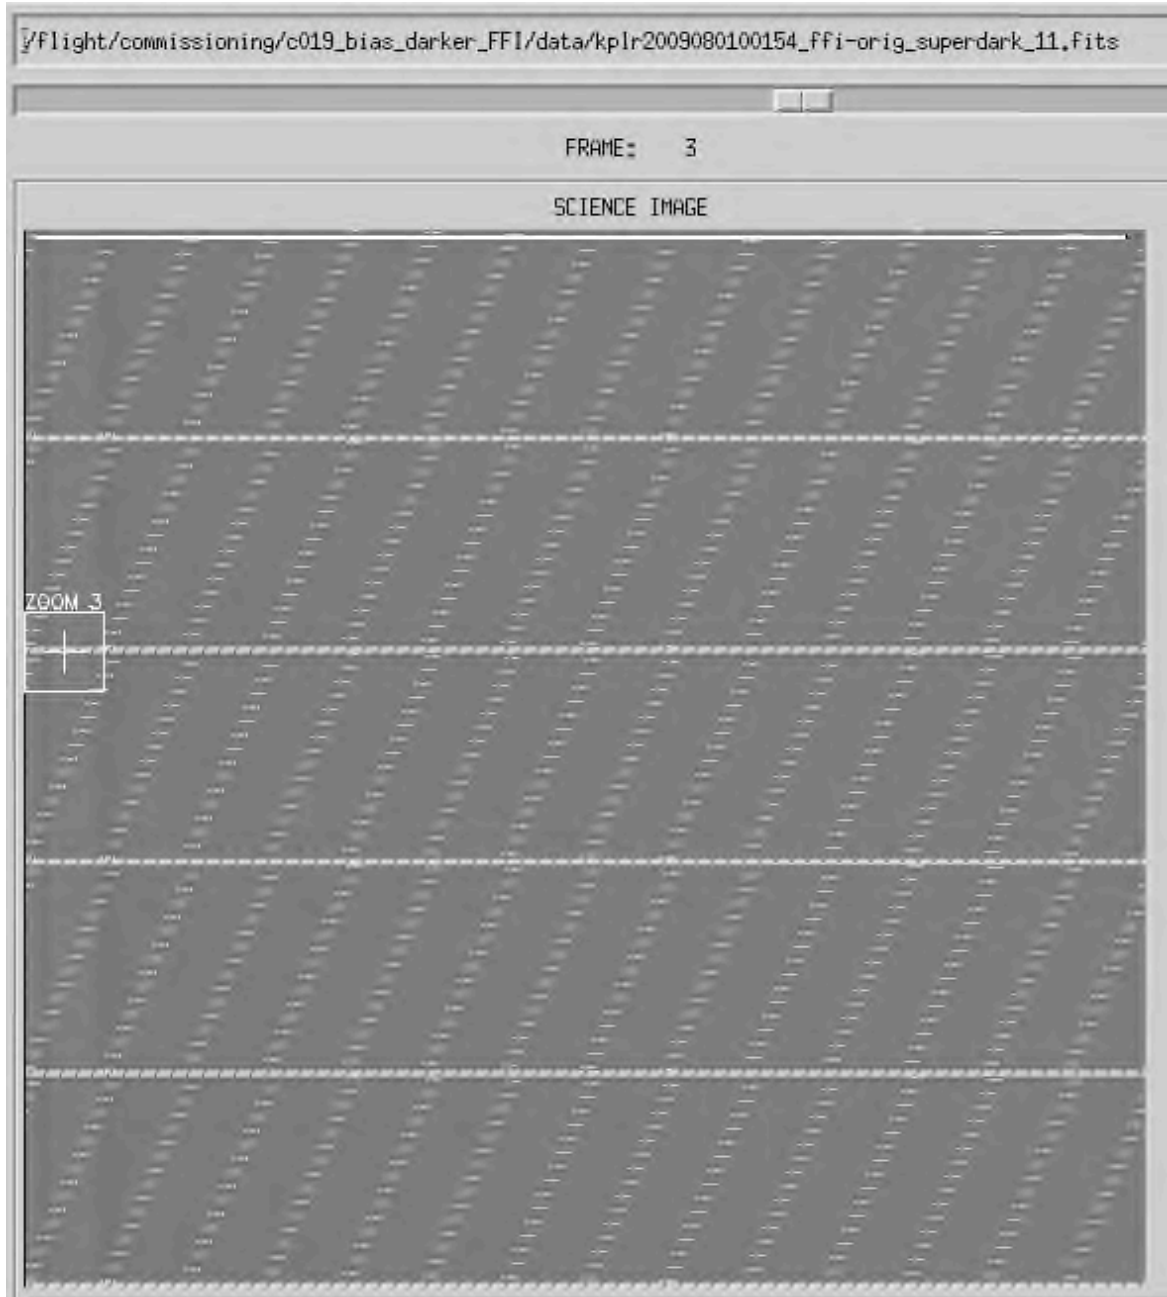 /flight/commissioning/c019_bias_darker_FFI/data/kplr2009080100154_ffi-orig_superdark_11.fits
FRAME: 3
SCIENCE IMAGE
ZOOM 3